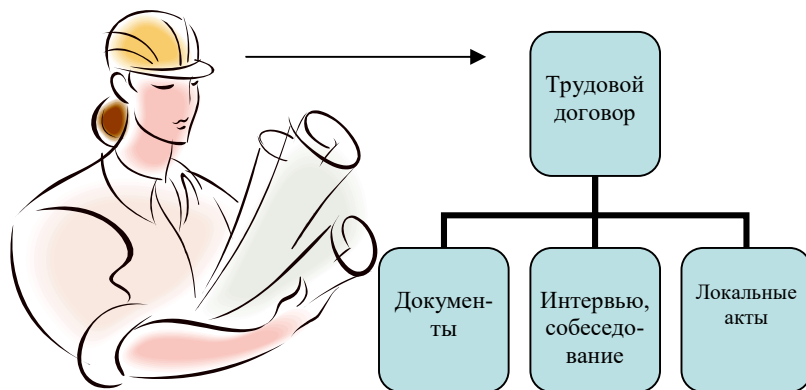 Трудовой
договор
Докумен-
ты
Интервью,
собеседо-
вание
Локальные
акты